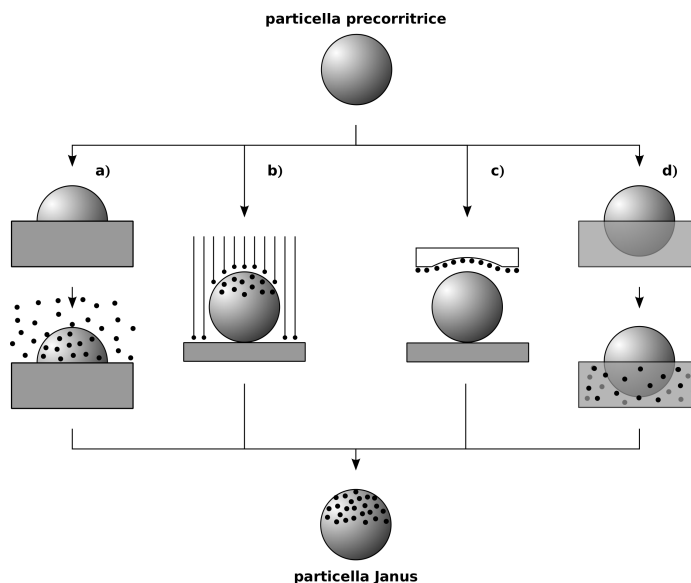 particella precorritrice
a)
b)
c)
d)
particella Janus